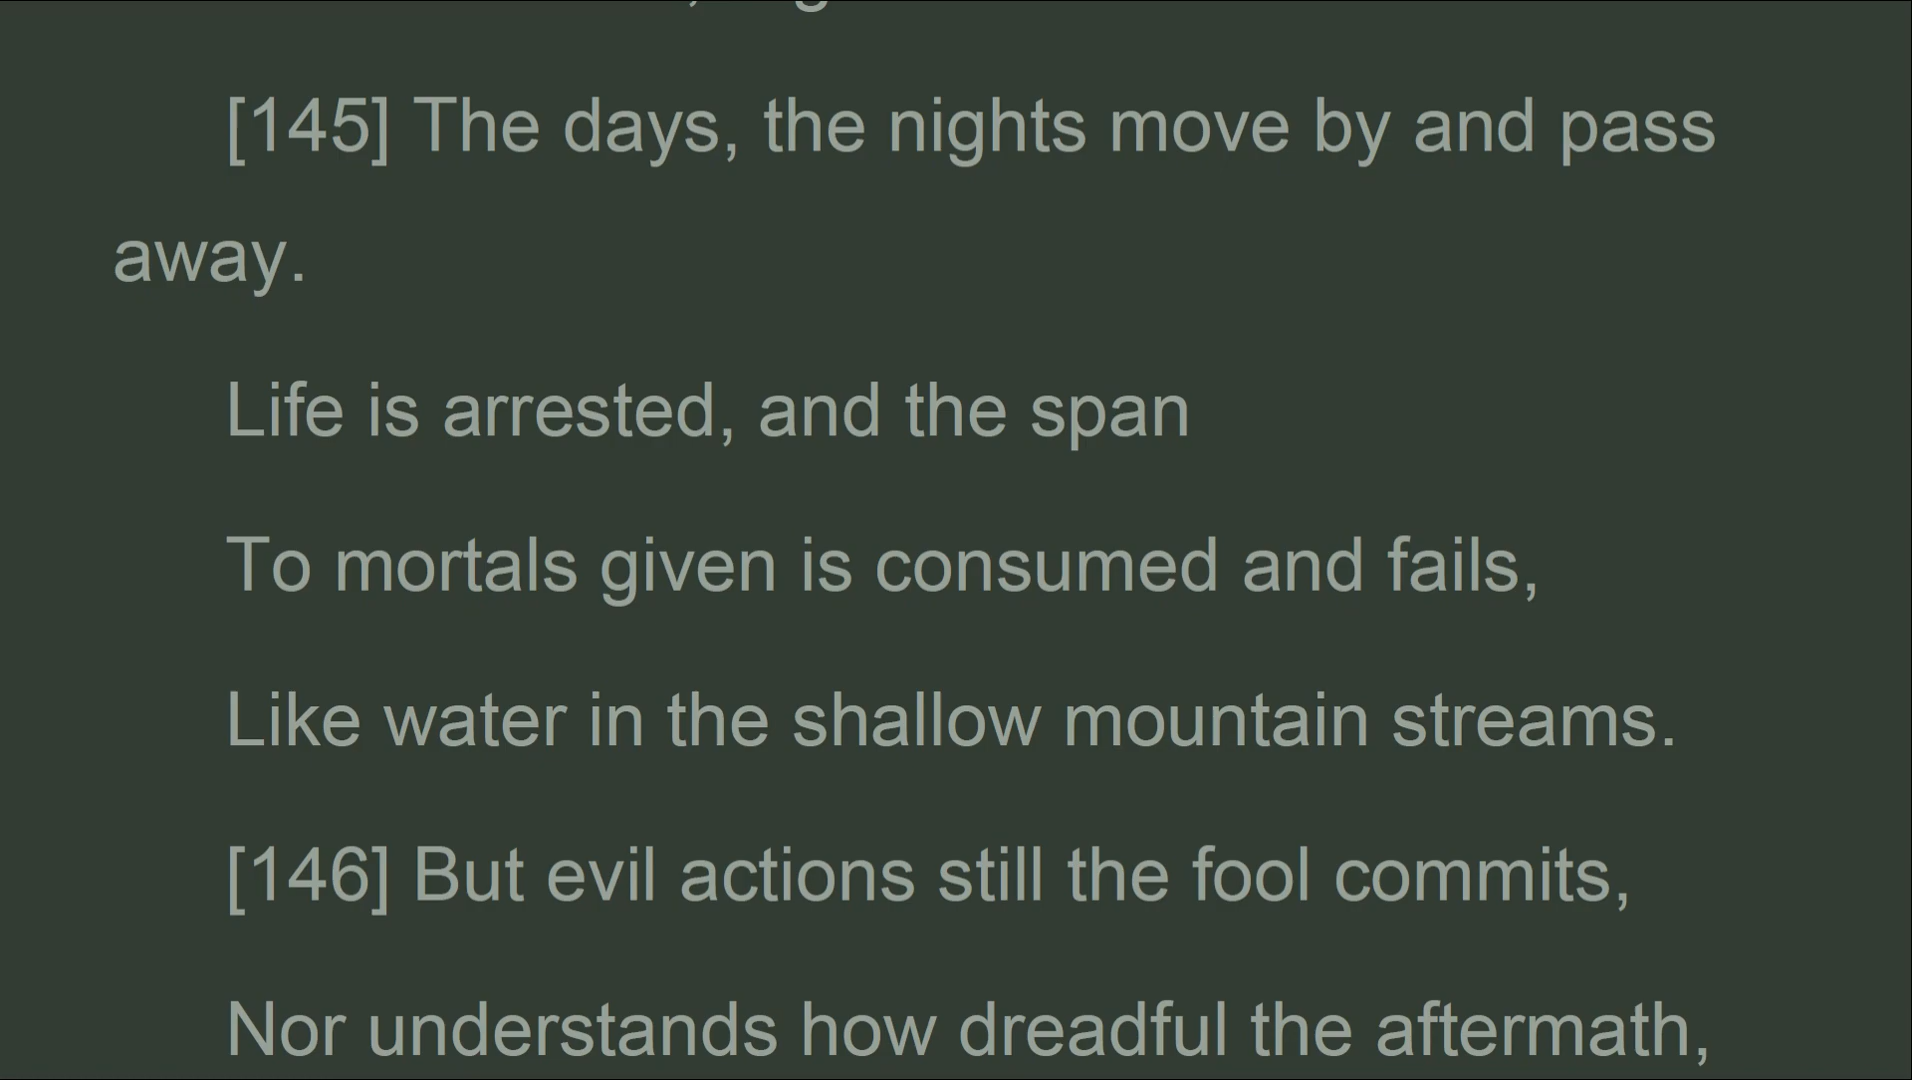 [145] The days, the nights move by and pass
away.
Life is arrested, and the span
To mortals given is consumed and fails,
Like water in the shallow mountain streams.
[146] But evil actions still the fool commits,
Nor understands how dreadful the aftermath,